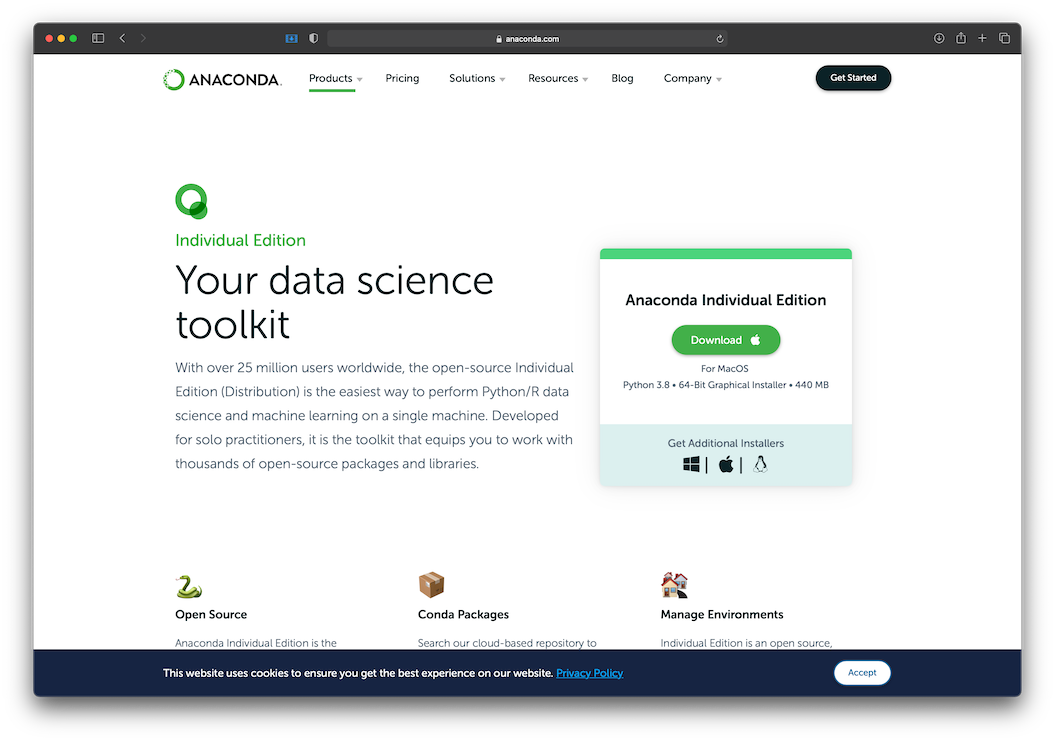 anaconda.com
ANACONDA.
Products
Pricing
Solutions
Resources
Blog
Company
Get Started
Individual Edition
Your data science
toolkit
With over 25 million users worldwide, the open-source Individual
Edition (Distribution) is the easiest way to perform Python/R data
science and machine learning on a single machine. Developed
for solo practitioners, it is the toolkit that equips you to work with
thousands of open-source packages and libraries.
Anaconda Individual Edition
Download
For MacOS
Python 3.8 • 64-Bit Graphical Installer • 440 MB
Get Additional Installers
| |
Open Source
Anaconda Individual Edition is the
Conda Packages
Search our cloud-based repository to
Manage Environments
Individual Edition is an open source,
This website uses cookies to ensure you get the best experience on our website. Privacy Policy
Accept